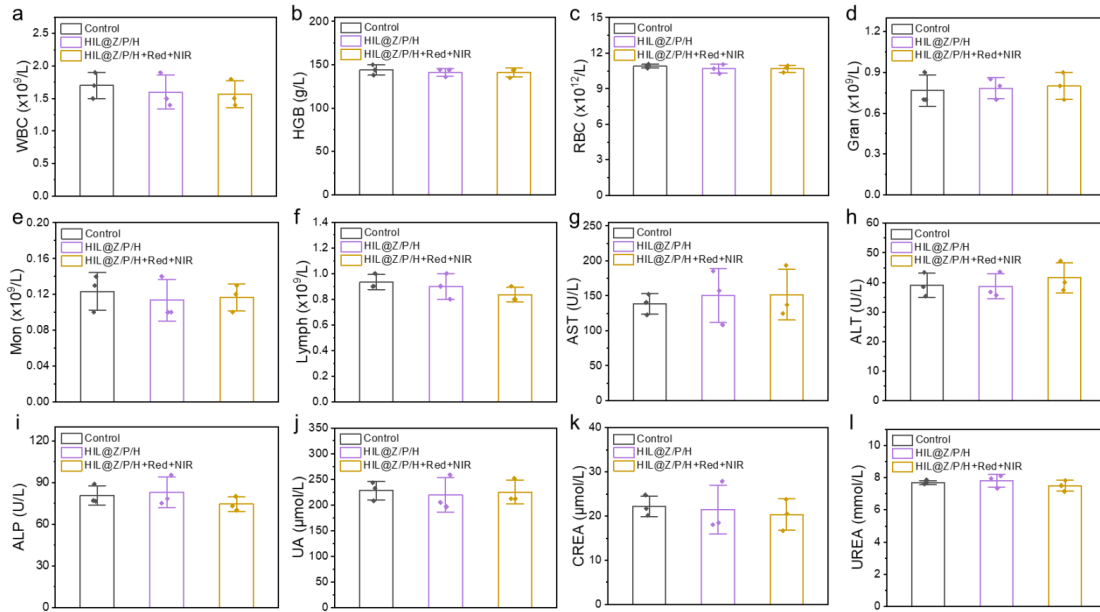 a
2.5
2.0
1.5
1.0
0.5
0.0
WBC (x10⁹/L)
Control
HIL@Z/P/H
HIL@Z/P/H+Red+NIR
b
200
150
100
50
0
HGB (g/L)
Control
HIL@Z/P/H
HIL@Z/P/H+Red+NIR
c
15
12
9
6
3
0
RBC (x10¹²/L)
Control
HIL@Z/P/H
HIL@Z/P/H+Red+NIR
d
1.2
0.9
0.6
0.3
0.0
Gran (x10⁹/L)
Control
HIL@Z/P/H
HIL@Z/P/H+Red+NIR
e
0.20
0.16
0.12
0.08
0.04
0.00
Mon (x10⁹/L)
Control
HIL@Z/P/H
HIL@Z/P/H+Red+NIR
f
1.4
1.2
1.0
0.8
0.6
0.4
0.2
0.0
Lymph (x10⁹/L)
Control
HIL@Z/P/H
HIL@Z/P/H+Red+NIR
g
250
200
150
100
50
0
AST (U/L)
Control
HIL@Z/P/H
HIL@Z/P/H+Red+NIR
h
60
50
40
30
20
10
0
ALT (U/L)
Control
HIL@Z/P/H
HIL@Z/P/H+Red+NIR
i
120
90
60
30
0
ALP (U/L)
Control
HIL@Z/P/H
HIL@Z/P/H+Red+NIR
j
350
300
250
200
150
100
50
0
UA (μmol/L)
Control
HIL@Z/P/H
HIL@Z/P/H+Red+NIR
k
40
30
20
10
0
CREA (μmol/L)
Control
HIL@Z/P/H
HIL@Z/P/H+Red+NIR
l
10
8
6
4
2
0
UREA (mmol/L)
Control
HIL@Z/P/H
HIL@Z/P/H+Red+NIR